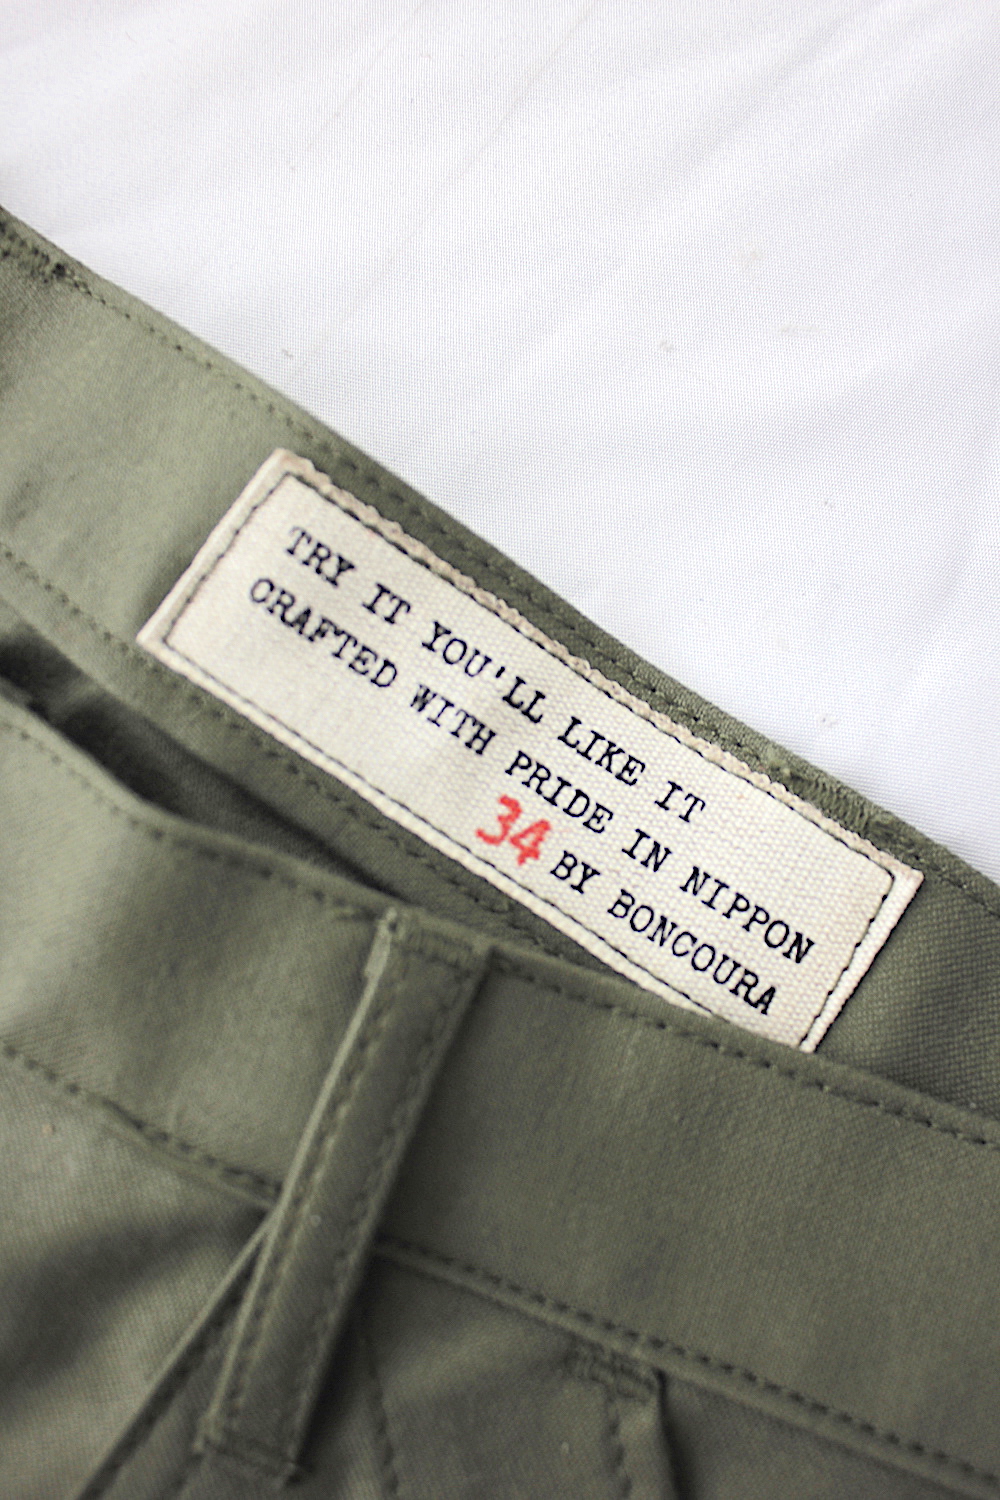 TRY IT YOU'LL LIKE IT
CRAFTED WITH PRIDE IN NIPPON
34 BY BONCOURA